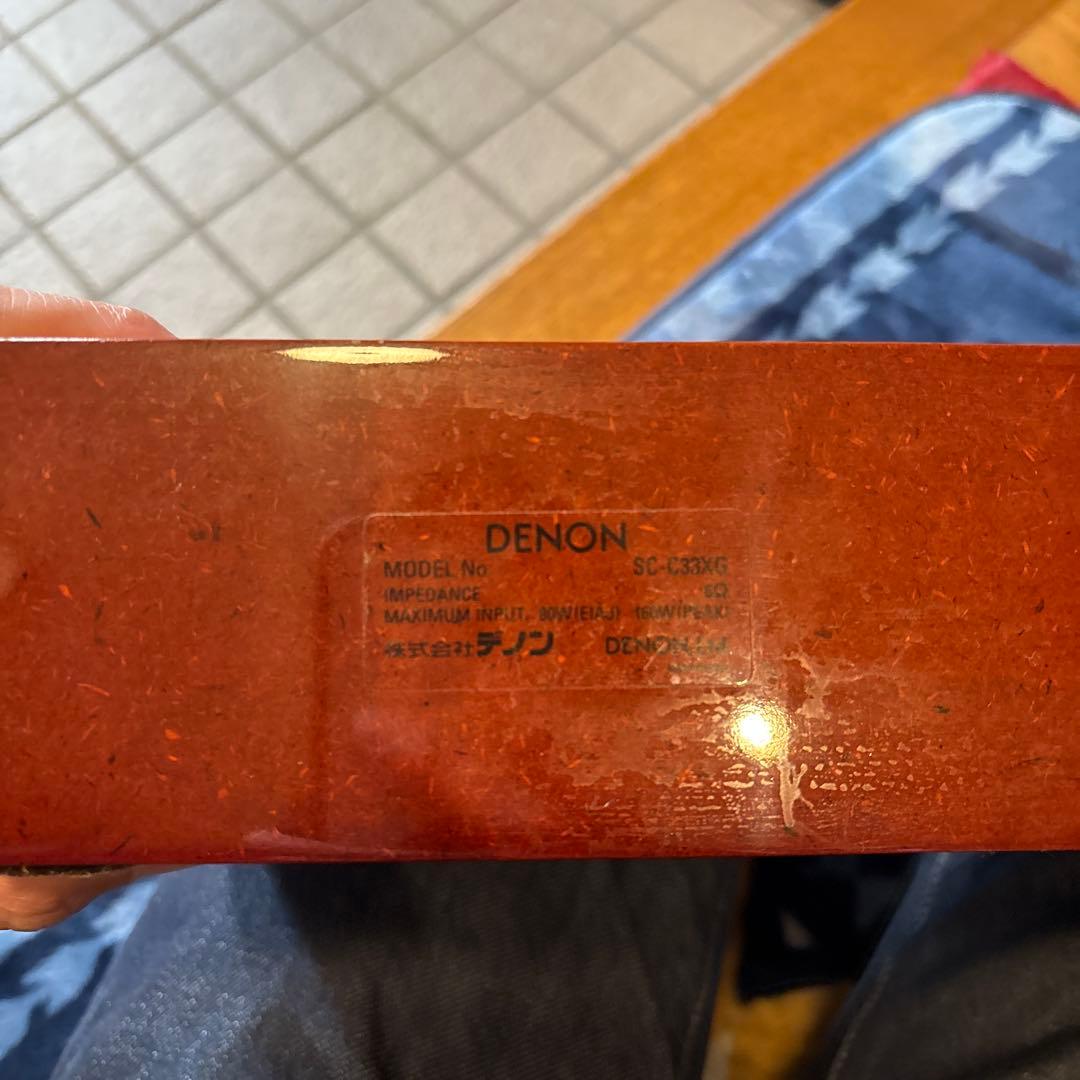 DENON
MODEL No SC-C33XG
IMPEDANCE 6Ω
MAXIMUM INPUT, 80W(EIAJ) 160W(PEAK)
株式会社デノン DENON, Ltd.